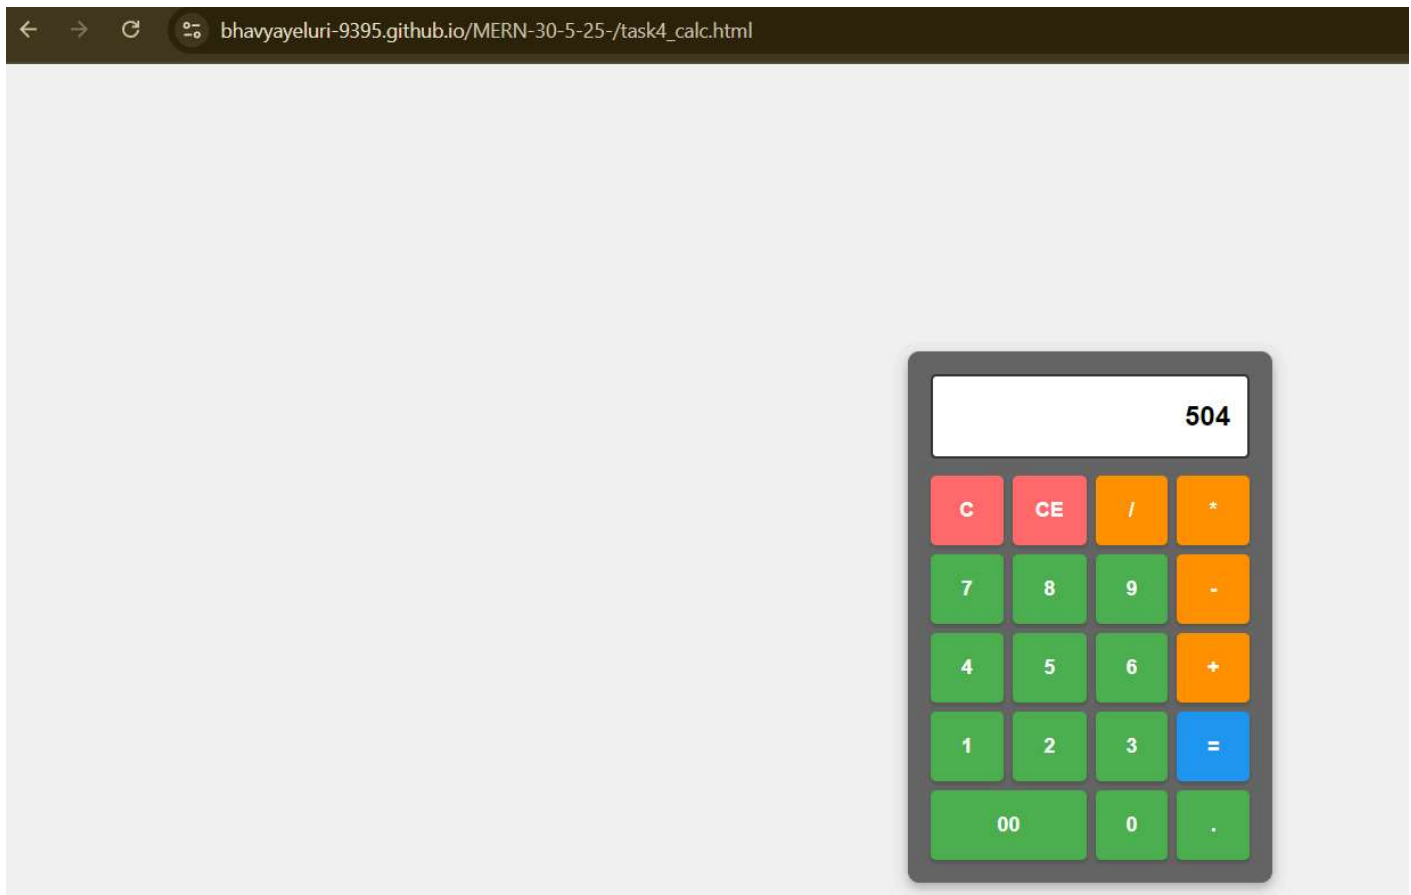 bhavyayeluri-9395.github.io/MERN-30-5-25-/task4_calc.html
504
C CE / *
7 8 9 -
4 5 6 +
1 2 3 =
00 0 .